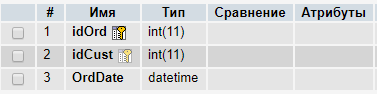 # Имя Тип Сравнение Атрибуты
1 idOrd int(11)
2 idCust int(11)
3 OrdDate datetime